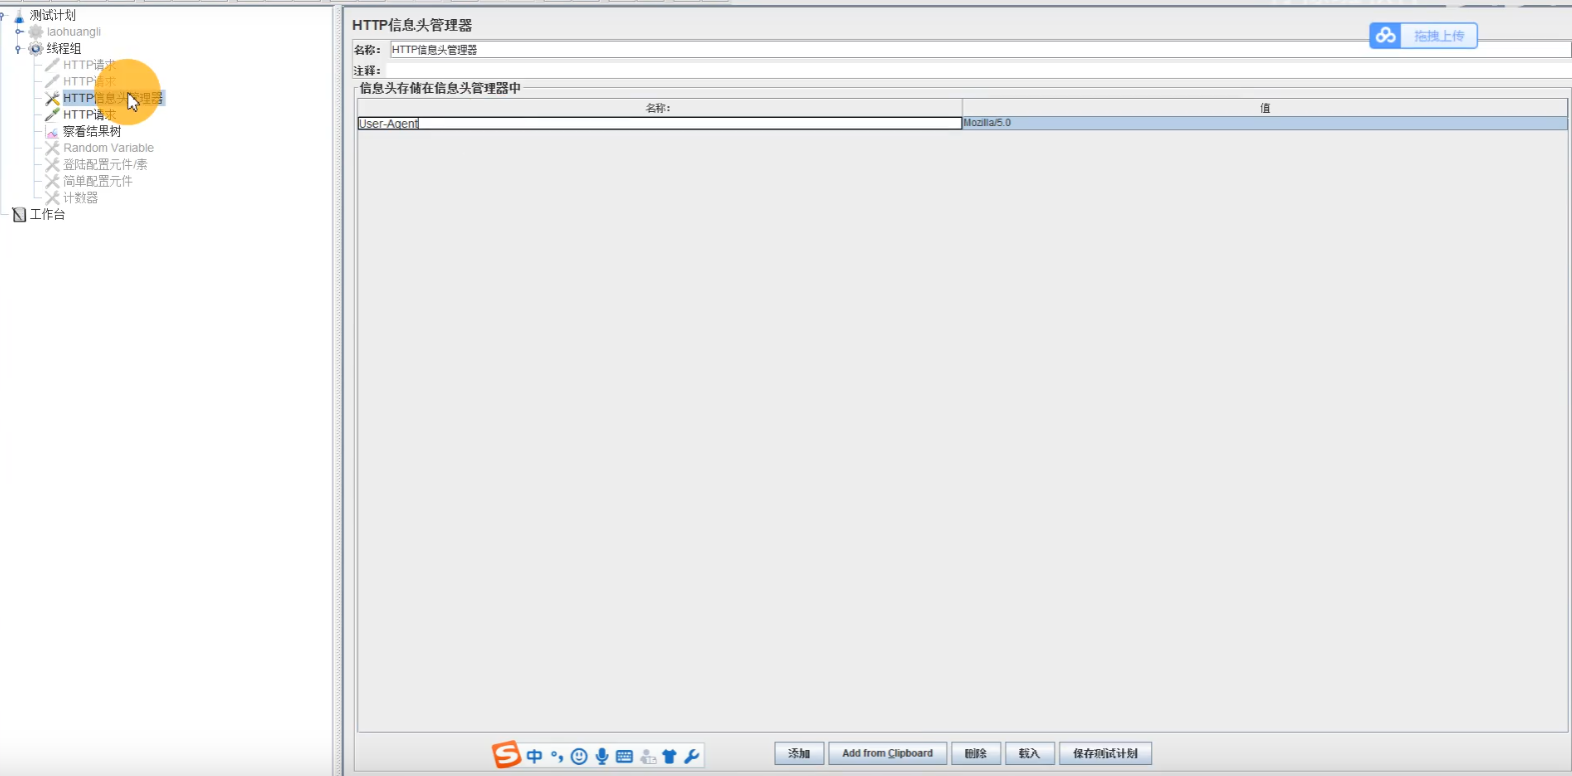 测试计划
laohuangli
线程组
HTTP请求
HTTP请求
HTTP信息头管理器
HTTP请求
察看结果树
Random Variable
登陆配置元件/素
简单配置元件
计数器
工作台
HTTP信息头管理器
拖拽上传
名称： HTTP信息头管理器
注释：
信息头存储在信息头管理器中
名称： 值
User-Agent Mozilla/5.0
中
添加 Add from Clipboard 删除 载入 保存测试计划